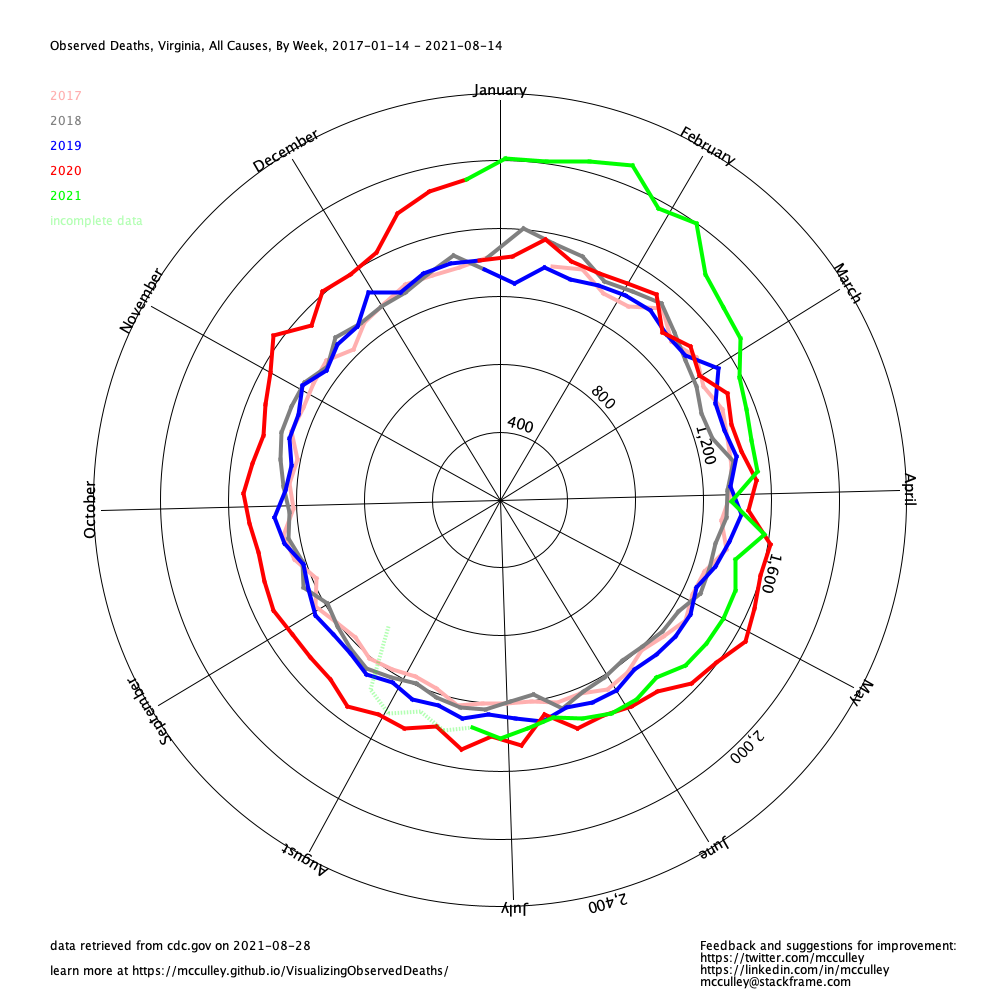 Observed Deaths, Virginia, All Causes, By Week, 2017-01-14 - 2021-08-14
2017
2018
2019
2020
2021
incomplete data
January
February
March
April
May
June
July
August
September
October
November
December
400
800
1,200
1,600
2,000
2,400
data retrieved from cdc.gov on 2021-08-28
learn more at https://mcculley.github.io/VisualizingObservedDeaths/
Feedback and suggestions for improvement:
https://twitter.com/mcculley
https://linkedin.com/in/mcculley
mcculley@stackframe.com